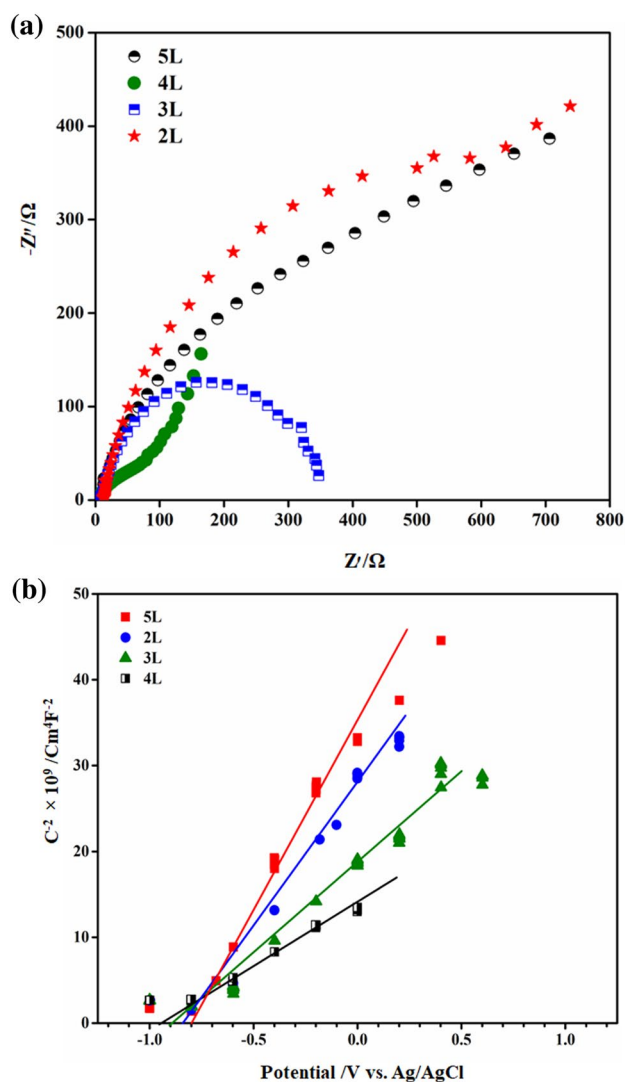 (a)
500
400
300
200
100
0
-Z''/Ω
5L
4L
3L
2L
0 100 200 300 400 500 600 700 800
Z'/Ω
(b)
50
40
30
20
10
0
C⁻² × 10⁹ /Cm⁴F⁻²
5L
2L
3L
4L
-1.0 -0.5 0.0 0.5 1.0
Potential /V vs. Ag/AgCl